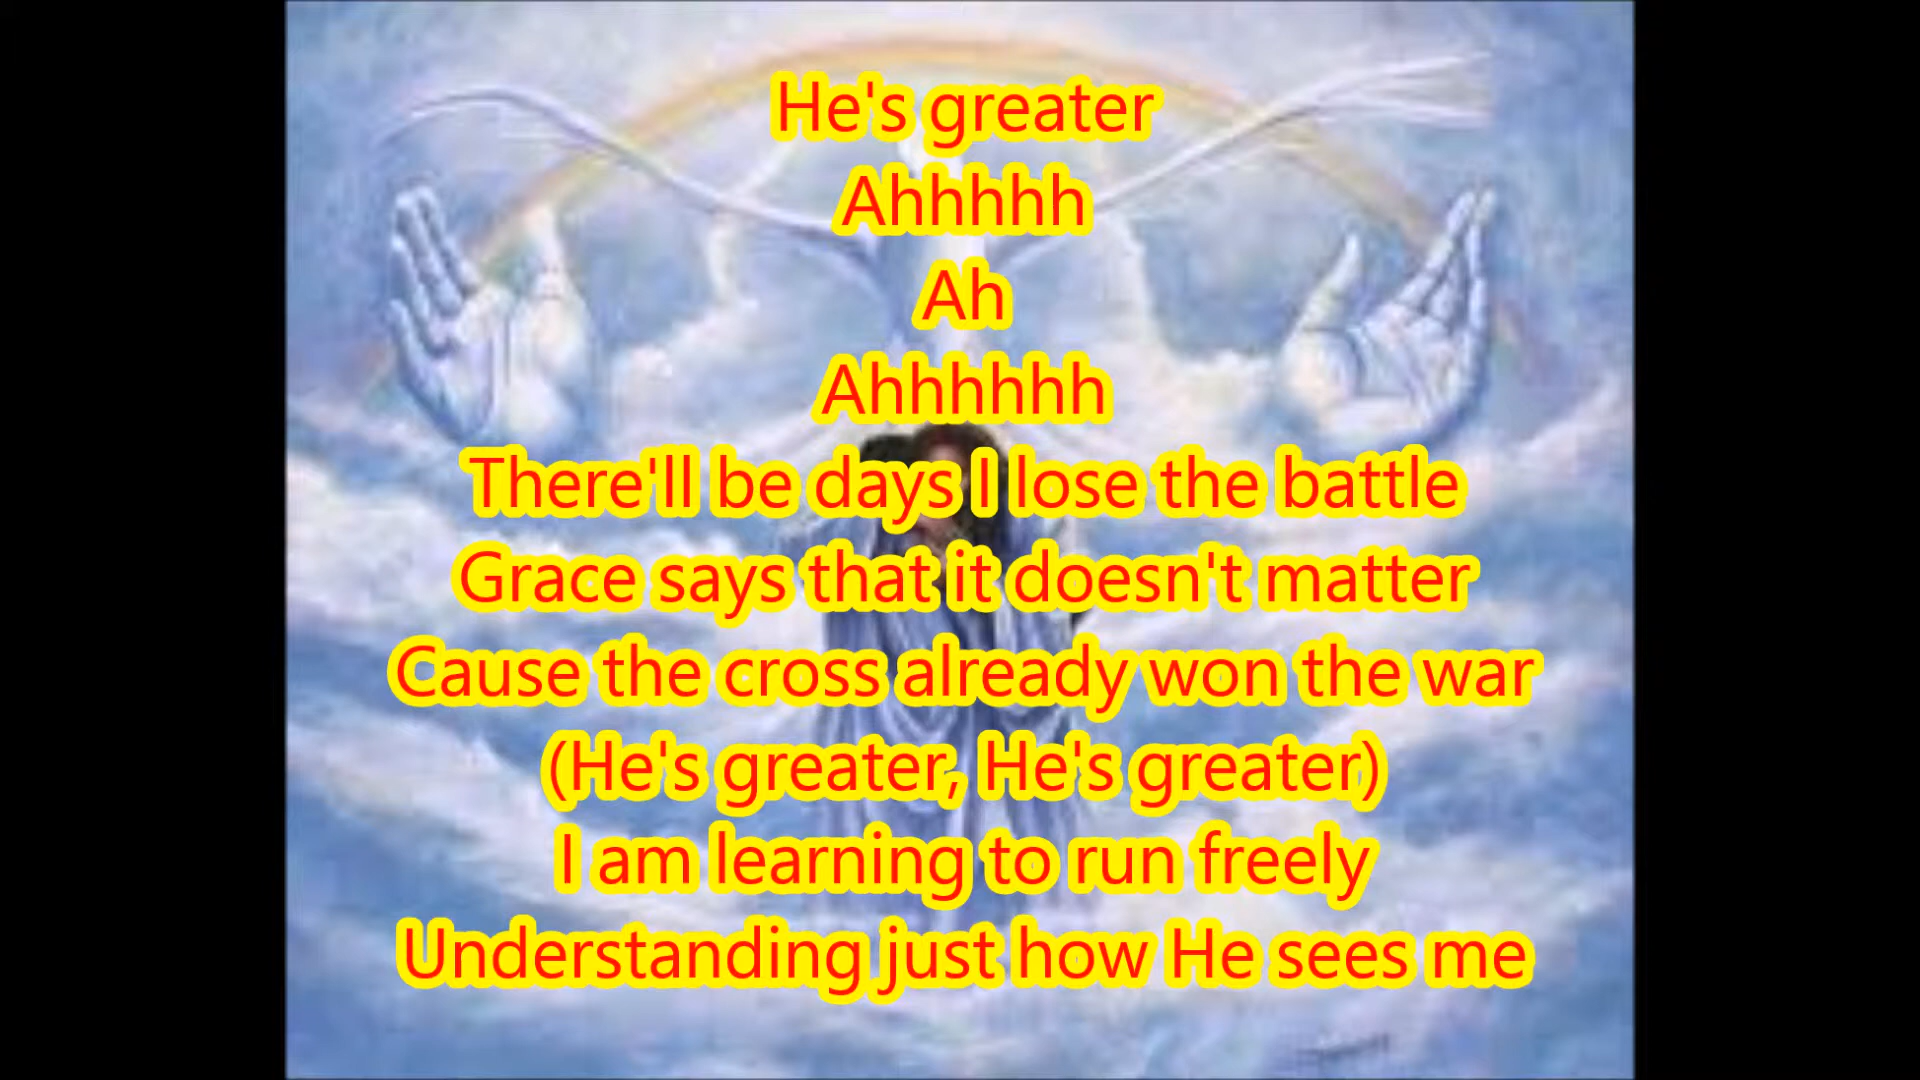 He's greater
Ahhhhh
Ah
Ahhhhhh
There'll be days I lose the battle
Grace says that it doesn't matter
Cause the cross already won the war
(He's greater, He's greater)
I am learning to run freely
Understanding just how He sees me